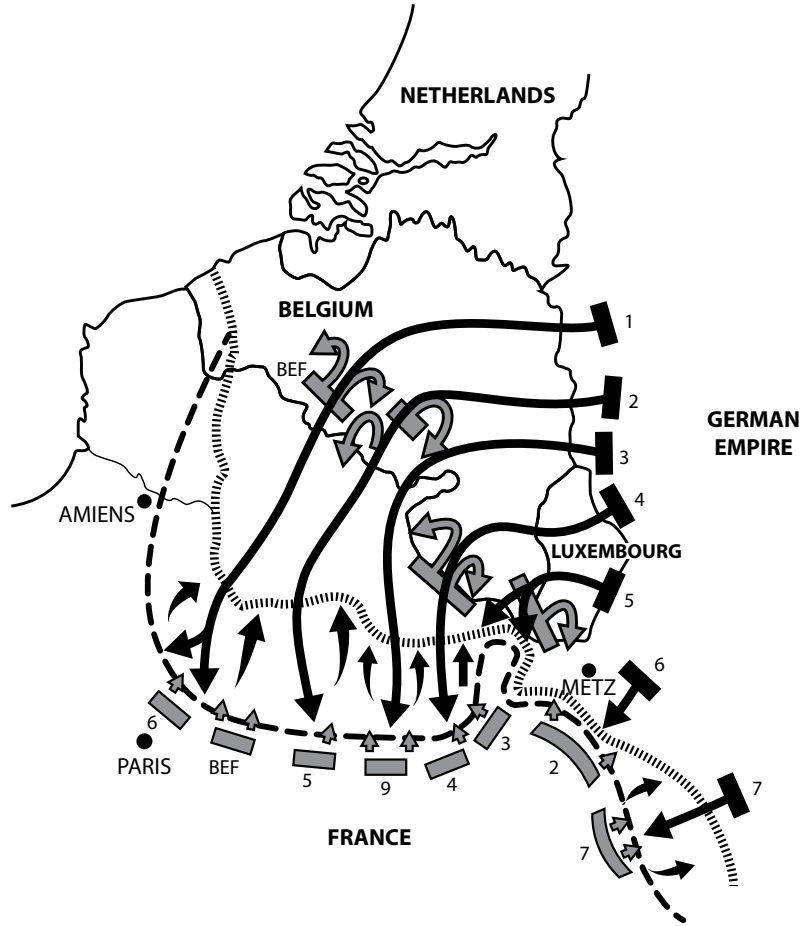 NETHERLANDS
BELGIUM
1
BEF
2
GERMAN
EMPIRE
3
4
AMIENS
LUXEMBOURG
5
6
METZ
6
PARIS
BEF
5
9
4
3
2
7
7
FRANCE